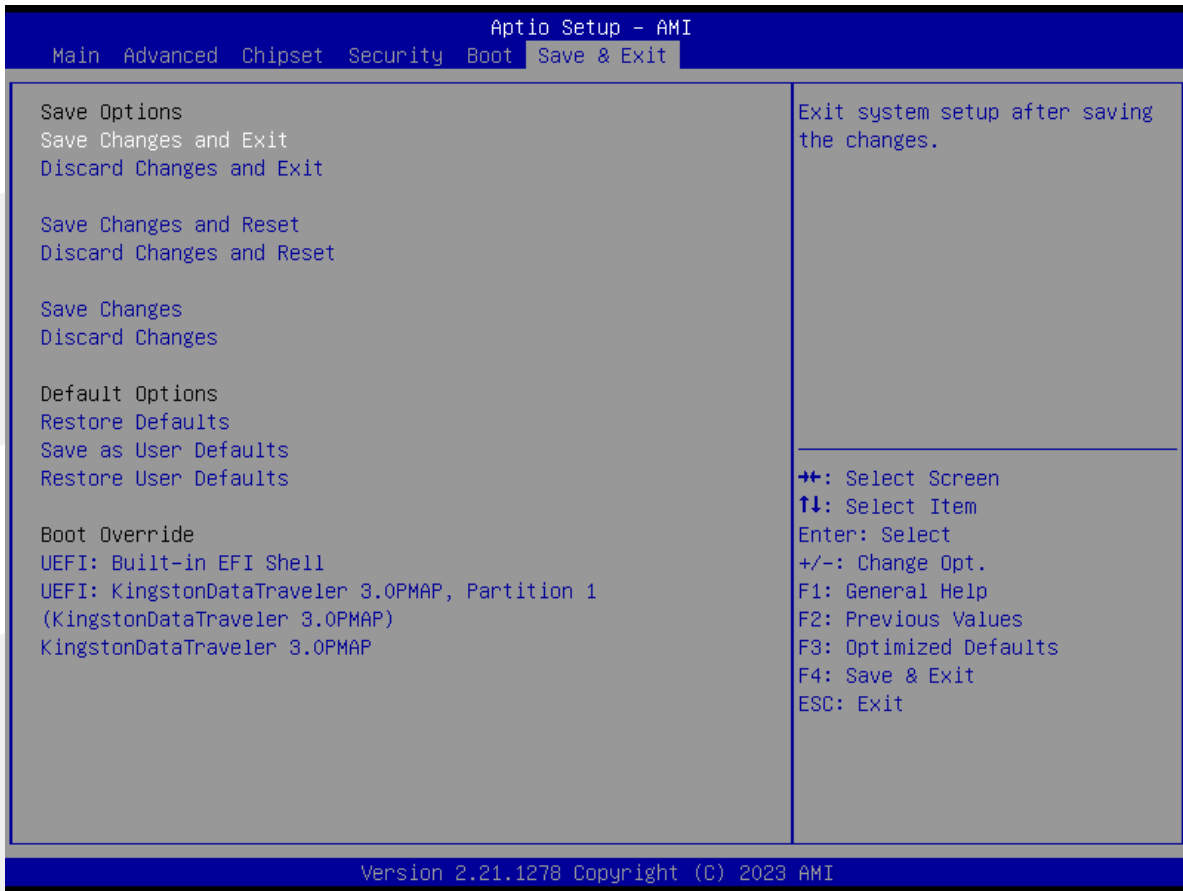 Aptio Setup – AMI
Main Advanced Chipset Security Boot Save & Exit
Save Options
Save Changes and Exit
Discard Changes and Exit
Save Changes and Reset
Discard Changes and Reset
Save Changes
Discard Changes
Default Options
Restore Defaults
Save as User Defaults
Restore User Defaults
Boot Override
UEFI: Built-in EFI Shell
UEFI: KingstonDataTraveler 3.0PMAP, Partition 1
(KingstonDataTraveler 3.0PMAP)
KingstonDataTraveler 3.0PMAP
Exit system setup after saving
the changes.
→←: Select Screen
↑↓: Select Item
Enter: Select
+/-: Change Opt.
F1: General Help
F2: Previous Values
F3: Optimized Defaults
F4: Save & Exit
ESC: Exit
Version 2.21.1278 Copyright (C) 2023 AMI